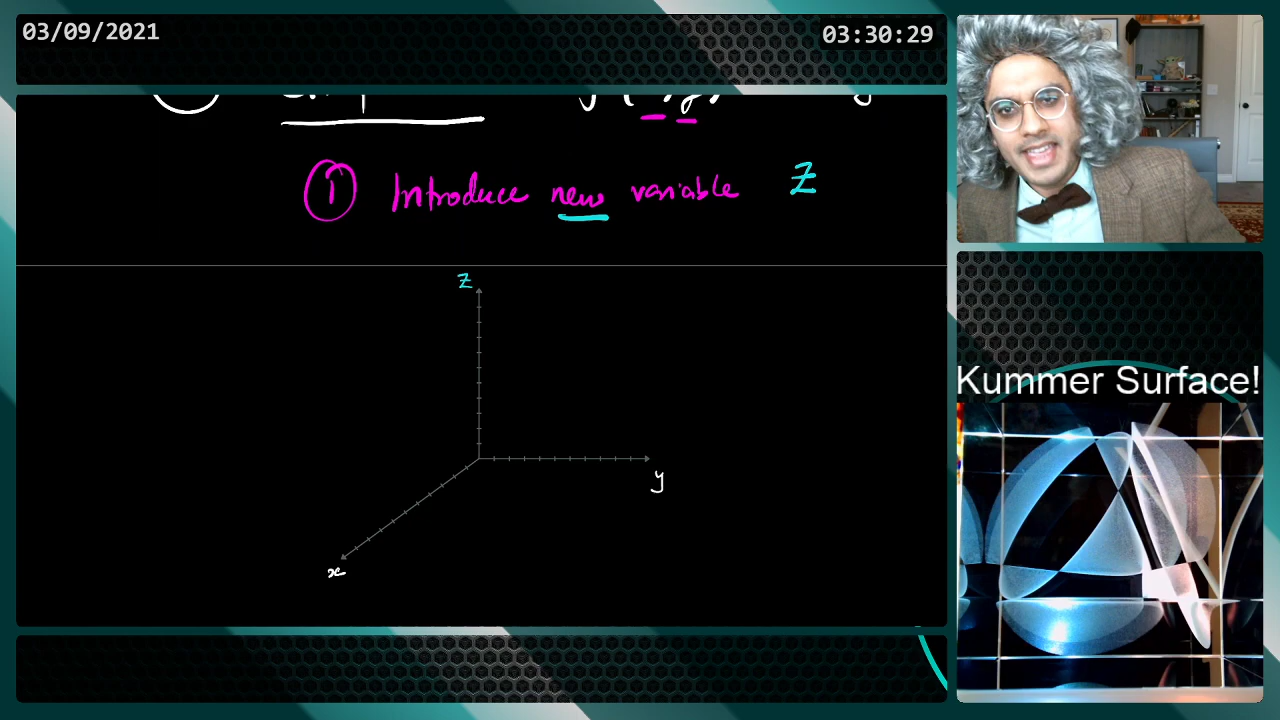 03/09/2021
03:30:29
① Introduce new variable Z
Z
y
x
Kummer Surface!